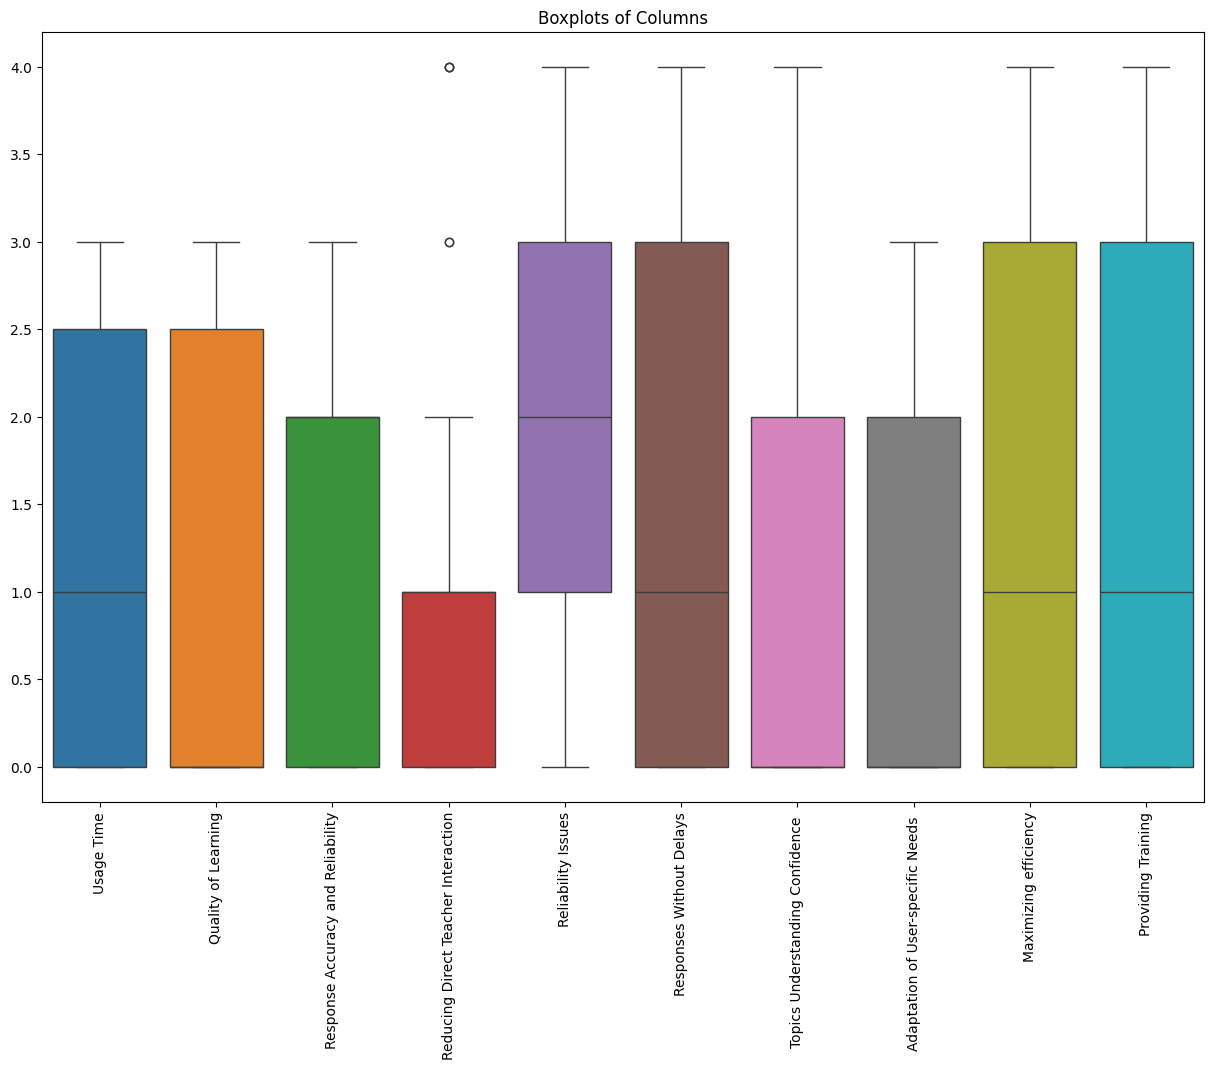 Boxplots of Columns
4.0
3.5
3.0
2.5
2.0
1.5
1.0
0.5
0.0
Usage Time
Quality of Learning
Response Accuracy and Reliability
Reducing Direct Teacher Interaction
Reliability Issues
Responses Without Delays
Topics Understanding Confidence
Adaptation of User-specific Needs
Maximizing efficiency
Providing Training